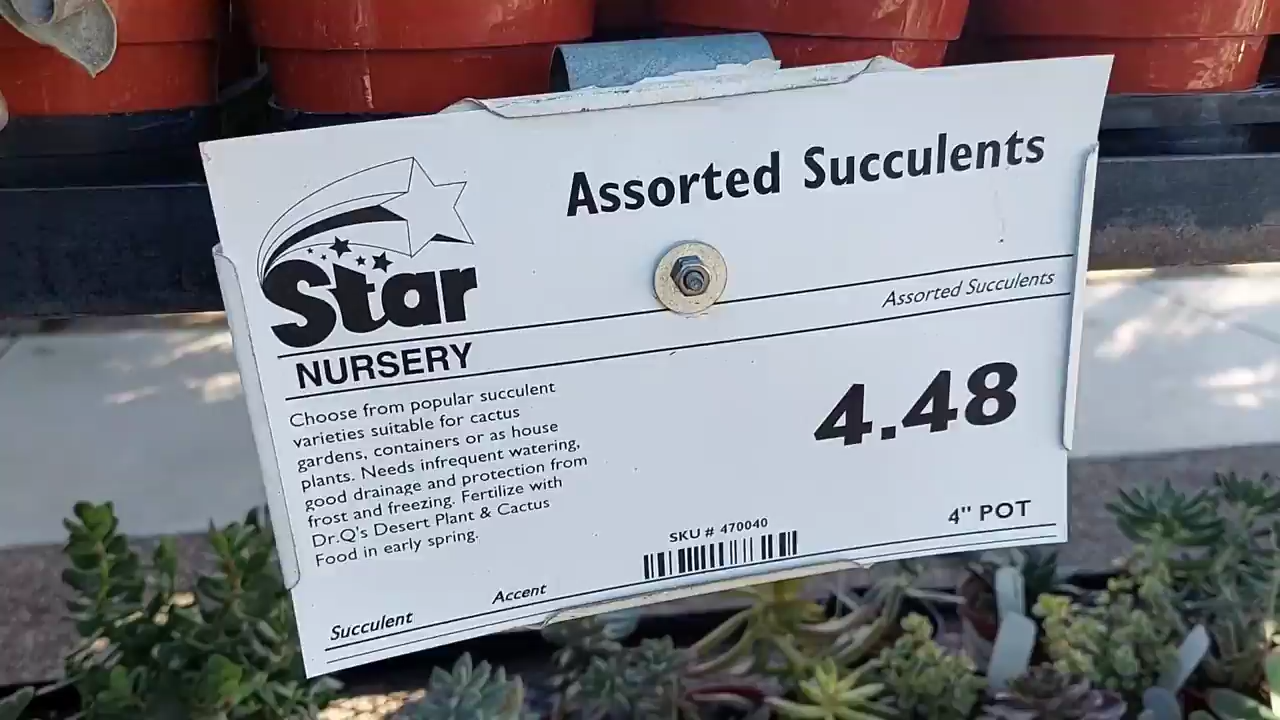 Assorted Succulents
Star
NURSERY
Assorted Succulents
Choose from popular succulent
varieties suitable for cactus
gardens, containers or as house
plants. Needs infrequent watering,
good drainage and protection from
frost and freezing. Fertilize with
Dr.Q's Desert Plant & Cactus
Food in early spring.
4.48
SKU # 470040
4" POT
Succulent
Accent